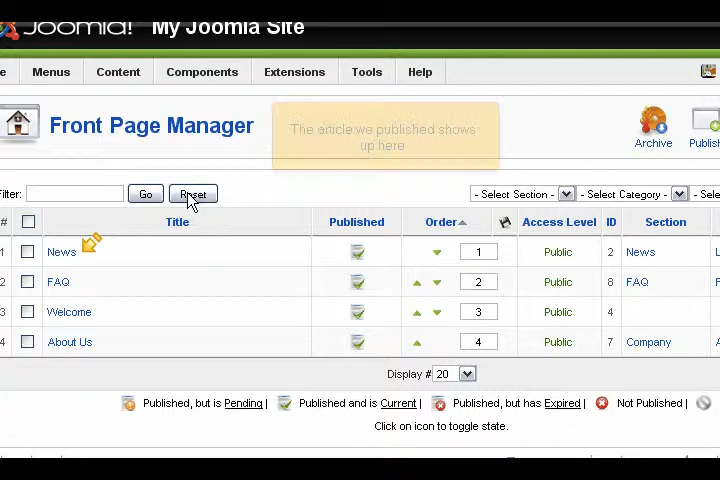 Joomla! My Joomla Site
e Menus Content Components Extensions Tools Help
Front Page Manager
The article we published shows
up here
Archive
Publish
Filter: Go Reset - Select Section - - Select Category - - Sele
# Title Published Order Access Level ID Section
1 News 1 Public 2 News L
2 FAQ 2 Public 8 FAQ F
3 Welcome 3 Public 4
4 About Us 4 Public 7 Company A
Display # 20
Published, but is Pending | Published and is Current | Published, but has Expired | Not Published |
Click on icon to toggle state.